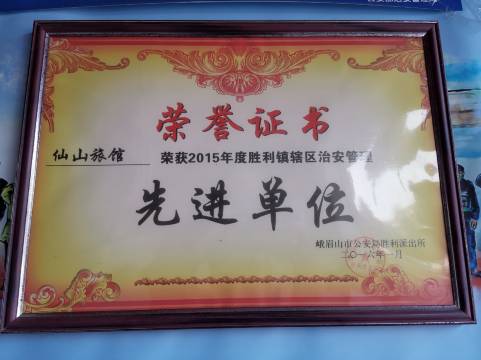 荣誉证书
仙山旅馆 荣获2015年度胜利镇辖区治安管理
先进单位
峨眉山市公安局胜利派出所
二〇一六年一月